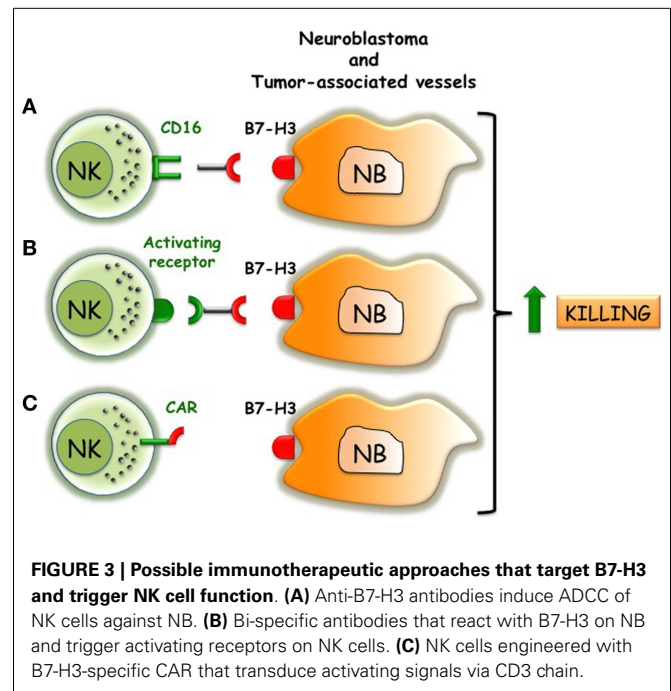 Neuroblastoma
and
Tumor-associated vessels
A
CD16
B7-H3
NK
NB
B
Activating
receptor
B7-H3
NK
NB
KILLING
C
CAR
B7-H3
NK
NB
FIGURE 3 | Possible immunotherapeutic approaches that target B7-H3
and trigger NK cell function. (A) Anti-B7-H3 antibodies induce ADCC of
NK cells against NB. (B) Bi-specific antibodies that react with B7-H3 on NB
and trigger activating receptors on NK cells. (C) NK cells engineered with
B7-H3-specific CAR that transduce activating signals via CD3 chain.